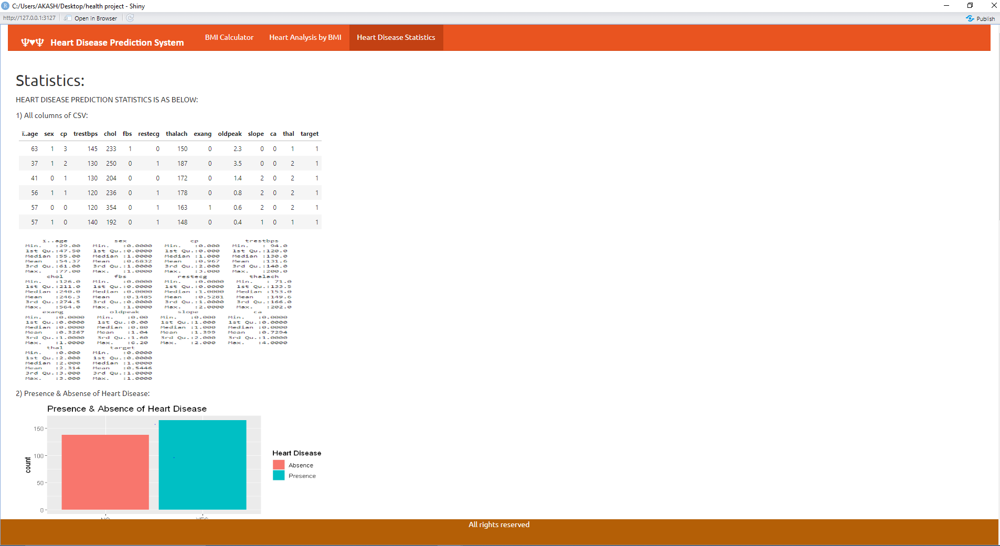 C:/Users/AKASH/Desktop/health project - Shiny
http://127.0.0.1:3127 Open in Browser Publish
Heart Disease Prediction System BMI Calculator Heart Analysis by BMI Heart Disease Statistics
Statistics:
HEART DISEASE PREDICTION STATISTICS IS AS BELOW:
1) All columns of CSV:
ï..age sex cp trestbps chol fbs restecg thalach exang oldpeak slope ca thal target
63 1 3 145 233 1 0 150 0 2.3 0 0 1 1
37 1 2 130 250 0 1 187 0 3.5 0 0 2 1
41 0 1 130 204 0 0 172 0 1.4 2 0 2 1
56 1 1 120 236 0 1 178 0 0.8 2 0 2 1
57 0 0 120 354 0 1 163 1 0.6 2 0 2 1
57 1 0 140 192 0 1 148 0 0.4 1 0 1 1
ï..age sex cp trestbps
Min. :29.00 Min. :0.0000 Min. :0.000 Min. : 94.0
1st Qu.:47.50 1st Qu.:0.0000 1st Qu.:0.000 1st Qu.:120.0
Median :55.00 Median :1.0000 Median :1.000 Median :130.0
Mean :54.37 Mean :0.6832 Mean :0.967 Mean :131.6
3rd Qu.:61.00 3rd Qu.:1.0000 3rd Qu.:2.000 3rd Qu.:140.0
Max. :77.00 Max. :1.0000 Max. :3.000 Max. :200.0
chol fbs restecg thalach
Min. :126.0 Min. :0.0000 Min. :0.0000 Min. : 71.0
1st Qu.:211.0 1st Qu.:0.0000 1st Qu.:0.0000 1st Qu.:133.5
Median :240.0 Median :0.0000 Median :1.0000 Median :153.0
Mean :246.3 Mean :0.1485 Mean :0.5281 Mean :149.6
3rd Qu.:274.5 3rd Qu.:0.0000 3rd Qu.:1.0000 3rd Qu.:166.0
Max. :564.0 Max. :1.0000 Max. :2.0000 Max. :202.0
exang oldpeak slope ca
Min. :0.0000 Min. :0.00 Min. :0.000 Min. :0.0000
1st Qu.:0.0000 1st Qu.:0.00 1st Qu.:1.000 1st Qu.:0.0000
Median :0.0000 Median :0.80 Median :1.000 Median :0.0000
Mean :0.3267 Mean :1.04 Mean :1.399 Mean :0.7294
3rd Qu.:1.0000 3rd Qu.:1.60 3rd Qu.:2.000 3rd Qu.:1.0000
Max. :1.0000 Max. :6.20 Max. :2.000 Max. :4.0000
thal target
Min. :0.000 Min. :0.0000
1st Qu.:2.000 1st Qu.:0.0000
Median :2.000 Median :1.0000
Mean :2.314 Mean :0.5446
3rd Qu.:3.000 3rd Qu.:1.0000
Max. :3.000 Max. :1.0000
2) Presence & Absense of Heart Disease:
Presence & Absence of Heart Disease
150
100
50
0
count
Heart Disease
Absence
Presence
NO YES
All rights reserved